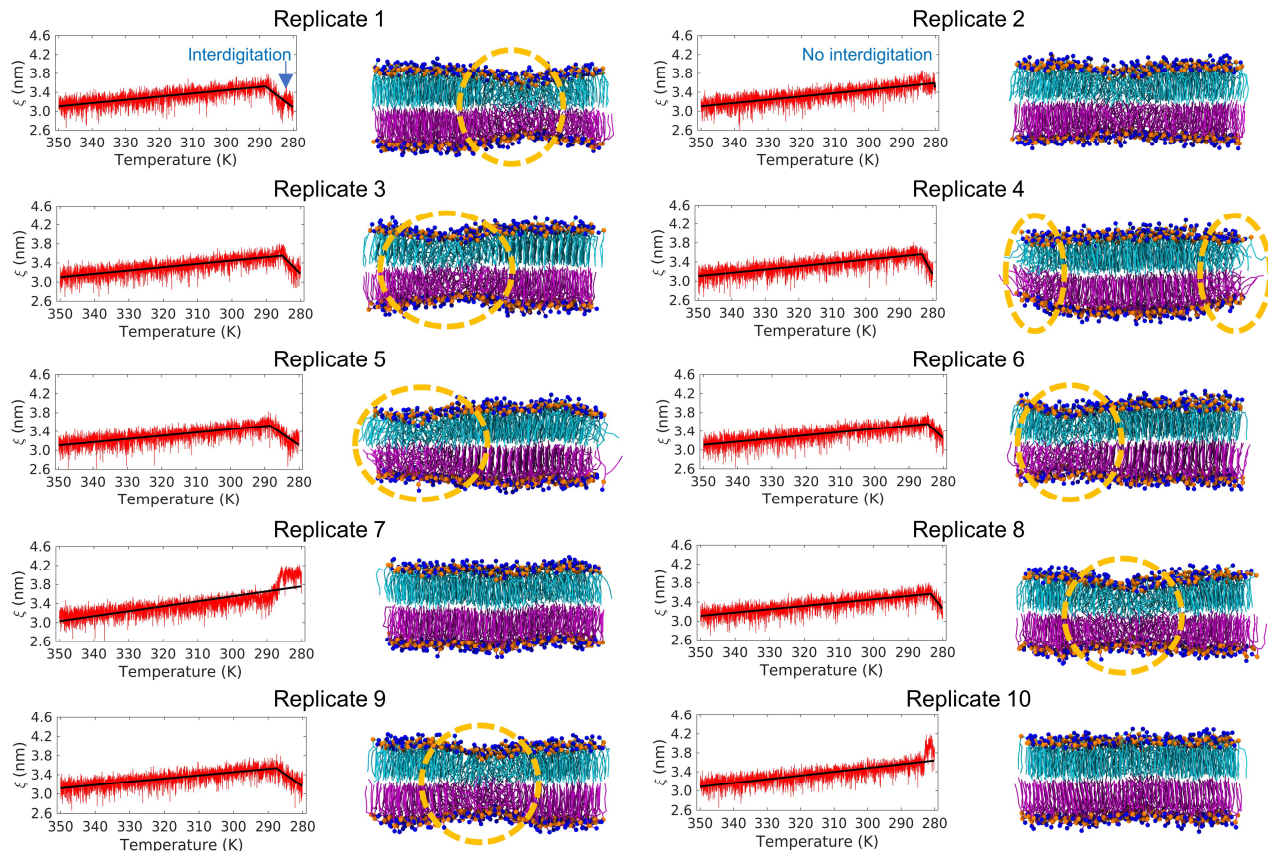 Replicate 1
4.6
4.2
3.8
3.4
3.0
2.6
ξ (nm)
Interdigitation
350 340 330 320 310 300 290 280
Temperature (K)
Replicate 2
4.6
4.2
3.8
3.4
3.0
2.6
ξ (nm)
No interdigitation
350 340 330 320 310 300 290 280
Temperature (K)
Replicate 3
4.6
4.2
3.8
3.4
3.0
2.6
ξ (nm)
350 340 330 320 310 300 290 280
Temperature (K)
Replicate 4
4.6
4.2
3.8
3.4
3.0
2.6
ξ (nm)
350 340 330 320 310 300 290 280
Temperature (K)
Replicate 5
4.6
4.2
3.8
3.4
3.0
2.6
ξ (nm)
350 340 330 320 310 300 290 280
Temperature (K)
Replicate 6
4.6
4.2
3.8
3.4
3.0
2.6
ξ (nm)
350 340 330 320 310 300 290 280
Temperature (K)
Replicate 7
4.6
4.2
3.8
3.4
3.0
2.6
ξ (nm)
350 340 330 320 310 300 290 280
Temperature (K)
Replicate 8
4.6
4.2
3.8
3.4
3.0
2.6
ξ (nm)
350 340 330 320 310 300 290 280
Temperature (K)
Replicate 9
4.6
4.2
3.8
3.4
3.0
2.6
ξ (nm)
350 340 330 320 310 300 290 280
Temperature (K)
Replicate 10
4.6
4.2
3.8
3.4
3.0
2.6
ξ (nm)
350 340 330 320 310 300 290 280
Temperature (K)